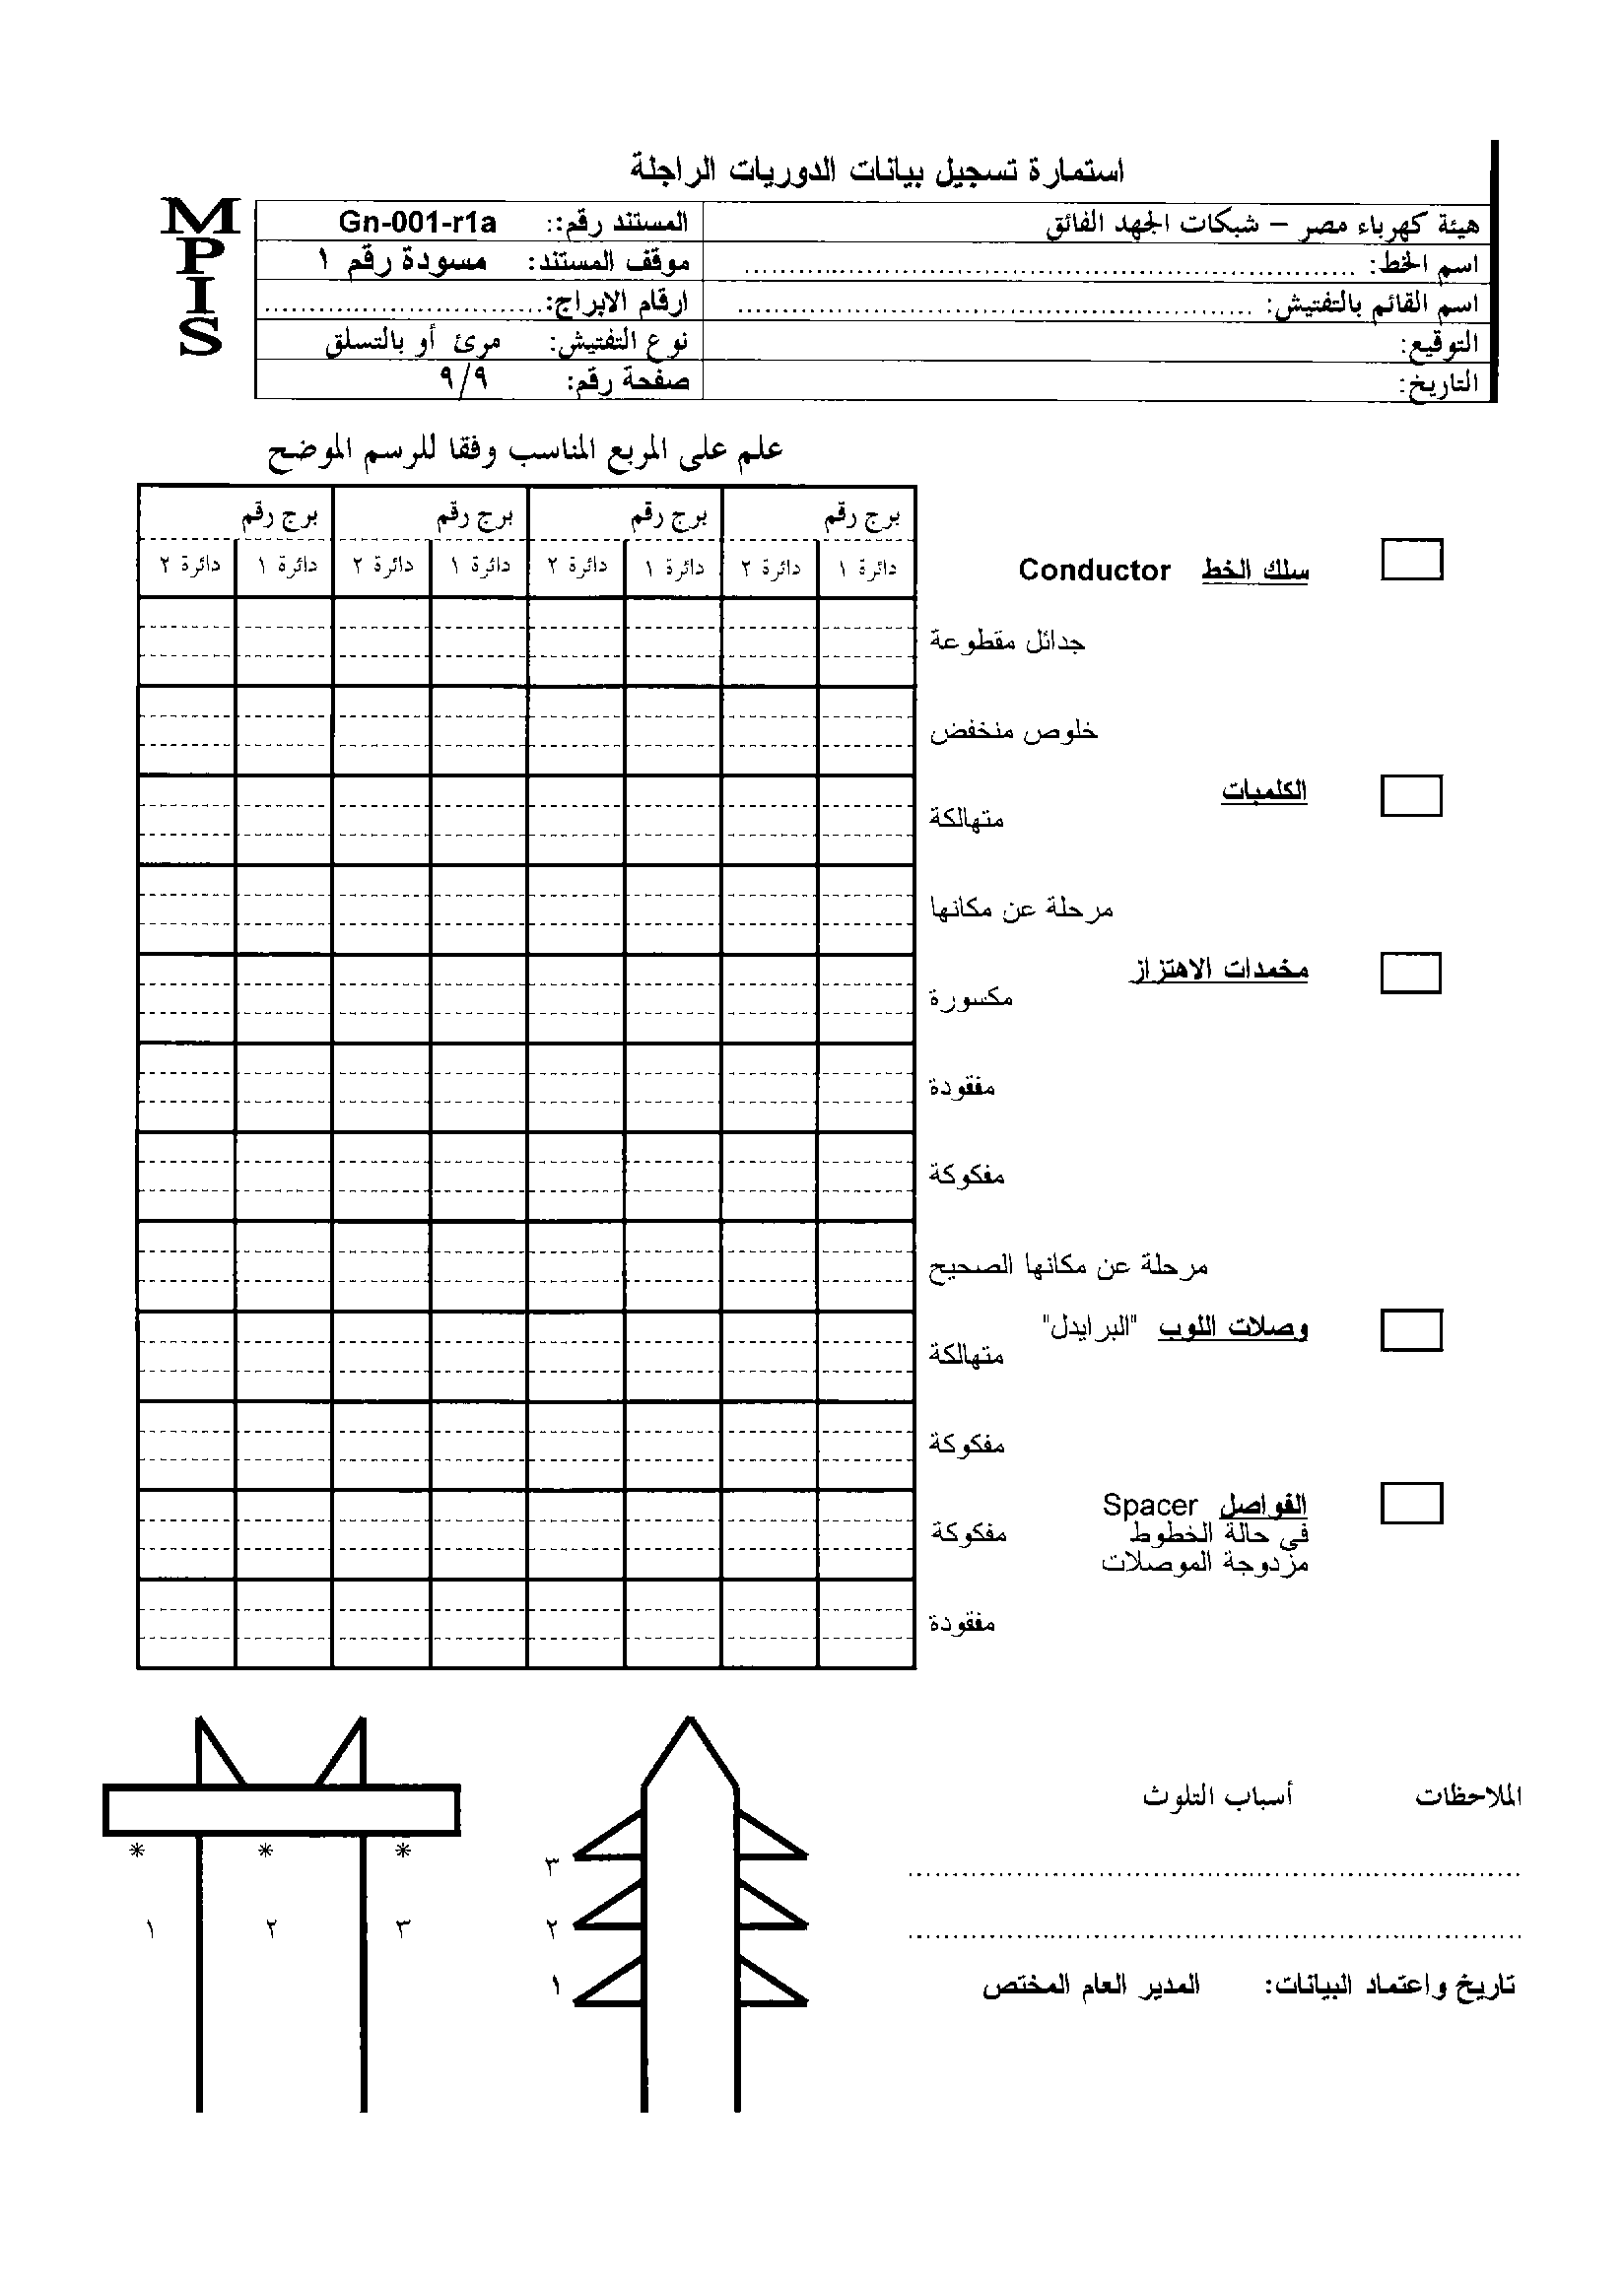 استمارة تسجيل بيانات الدوريات الراجلة
M
P
I
S
هيئة كهرباء مصر – شبكات الجهد الفائق
المستند رقم:: Gn-001-r1a
اسم الخط: ..........
موقف المستند: مسودة رقم ١
اسم القائم بالتفتيش: ..........
ارقام الابراج:..........
التوقيع:
نوع التفتيش: مرئ أو بالتسلق
التاريخ:
صفحة رقم: ٩/٩
علم على المربع المناسب وفقا للرسم الموضح
برج رقم برج رقم برج رقم برج رقم
دائرة ١ دائرة ٢ دائرة ١ دائرة ٢ دائرة ١ دائرة ٢ دائرة ١ دائرة ٢
سلك الخط Conductor
جدائل مقطوعة
خلوص منخفض
الكلمبات
متهالكة
مرحلة عن مكانها
مخمدات الاهتزاز
مكسورة
مفقودة
مفكوكة
مرحلة عن مكانها الصحيح
وصلات اللوب "البرايدل"
متهالكة
مفكوكة
الفواصل Spacer
فى حالة الخطوط مفكوكة
مزدوجة الموصلات
مفقودة
الملاحظات أسباب التلوث
..........
..........
تاريخ واعتماد البيانات: المدير العام المختص
٣
٢
١
* * *
٣ ٢ ١